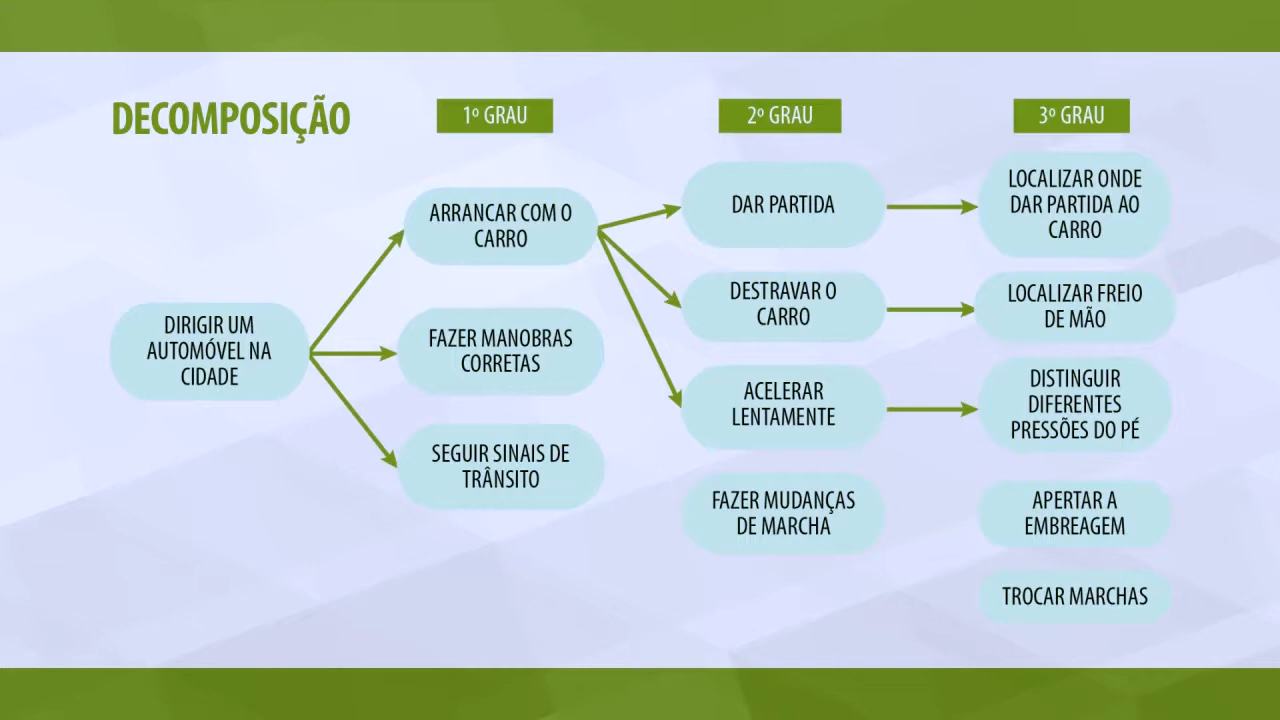 DECOMPOSIÇÃO
1º GRAU
2º GRAU
3º GRAU
DIRIGIR UM
AUTOMÓVEL NA
CIDADE
ARRANCAR COM O
CARRO
FAZER MANOBRAS
CORRETAS
SEGUIR SINAIS DE
TRÂNSITO
DAR PARTIDA
DESTRAVAR O
CARRO
ACELERAR
LENTAMENTE
FAZER MUDANÇAS
DE MARCHA
LOCALIZAR ONDE
DAR PARTIDA AO
CARRO
LOCALIZAR FREIO
DE MÃO
DISTINGUIR
DIFERENTES
PRESSÕES DO PÉ
APERTAR A
EMBREAGEM
TROCAR MARCHAS